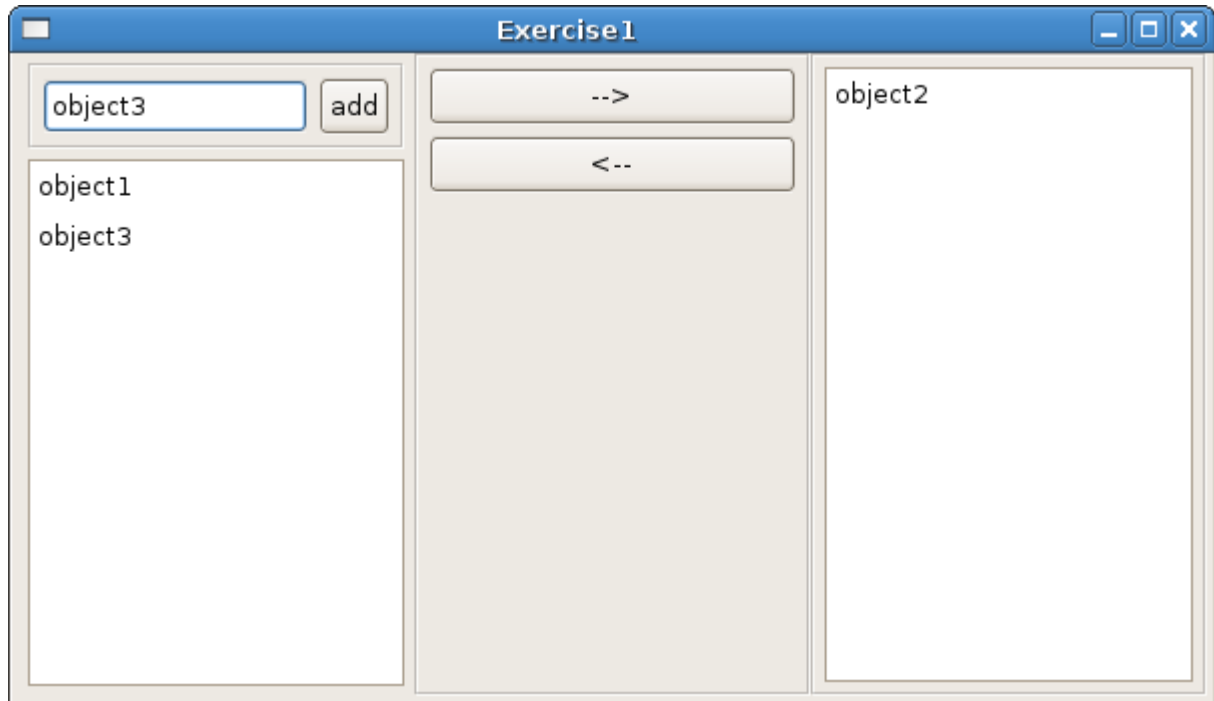 Exercise1
object3 add
object1
object3
-->
<--
object2